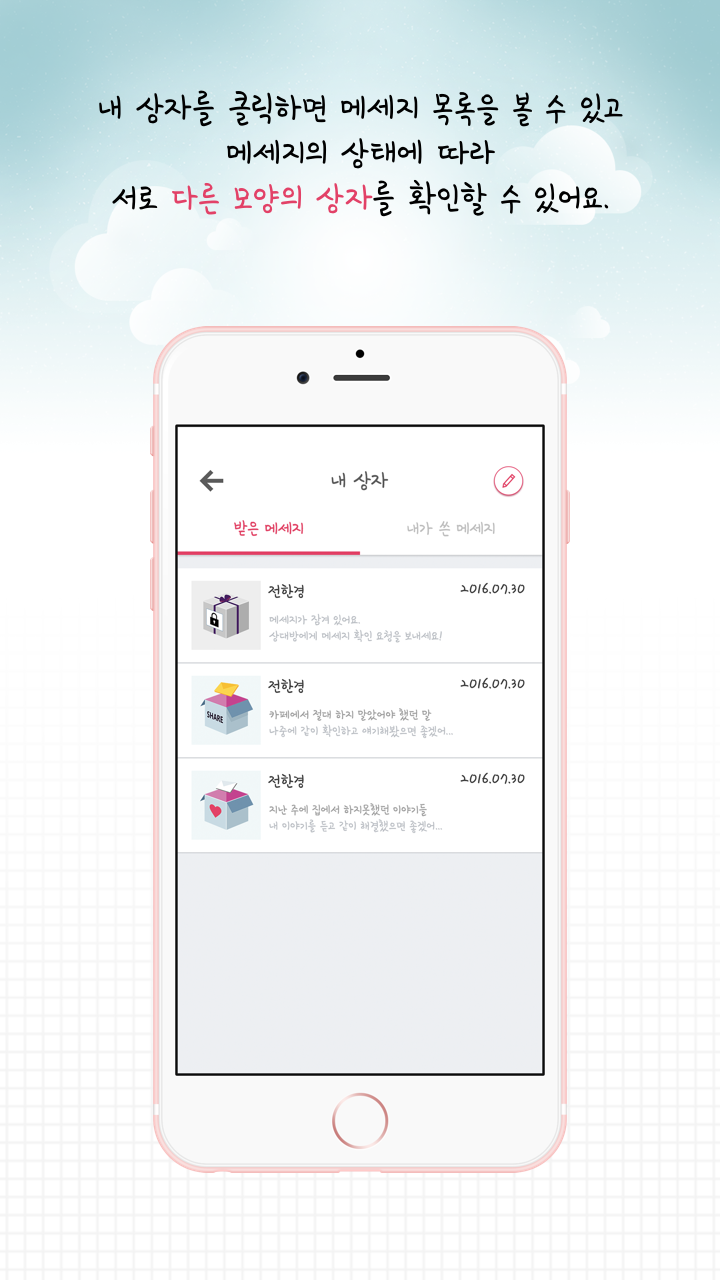 내 상자를 클릭하면 메세지 목록을 볼 수 있고
메세지의 상태에 따라
서로 다른 모양의 상자를 확인할 수 있어요.
내 상자
받은 메세지
내가 쓴 메세지
전한경
2016.07.30
메세지가 잠겨 있어요.
상대방에게 메세지 확인 요청을 보내세요!
전한경
2016.07.30
SHARE
카페에서 절대 하지 말았어야 했던 말
나중에 같이 확인하고 얘기해봤으면 좋겠어...
전한경
2016.07.30
지난 주에 집에서 하지못했던 이야기들
내 이야기를 듣고 같이 해결했으면 좋겠어...